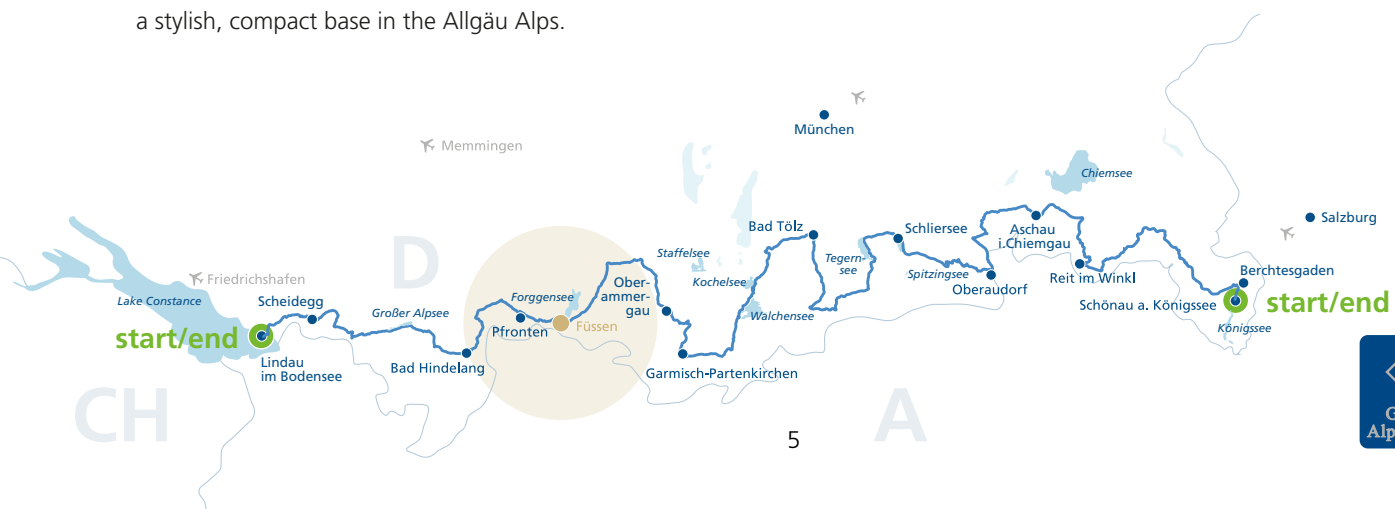 a stylish, compact base in the Allgäu Alps.
München
Memmingen
Chiemsee
Salzburg
D
Bad Tölz
Schliersee
Aschau
i.Chiemgau
Staffelsee
Tegern-
see
Friedrichshafen
Kochelsee
Spitzingsee
Oberaudorf
Reit im Winkl
Berchtesgaden
Lake Constance
Scheidegg
Forggensee
Ober-
ammer-
gau
Großer Alpsee
Walchensee
Schönau a. Königssee
start/end
Königssee
start/end
Pfronten
Füssen
Lindau
im Bodensee
Bad Hindelang
Garmisch-Partenkirchen
CH
A
5